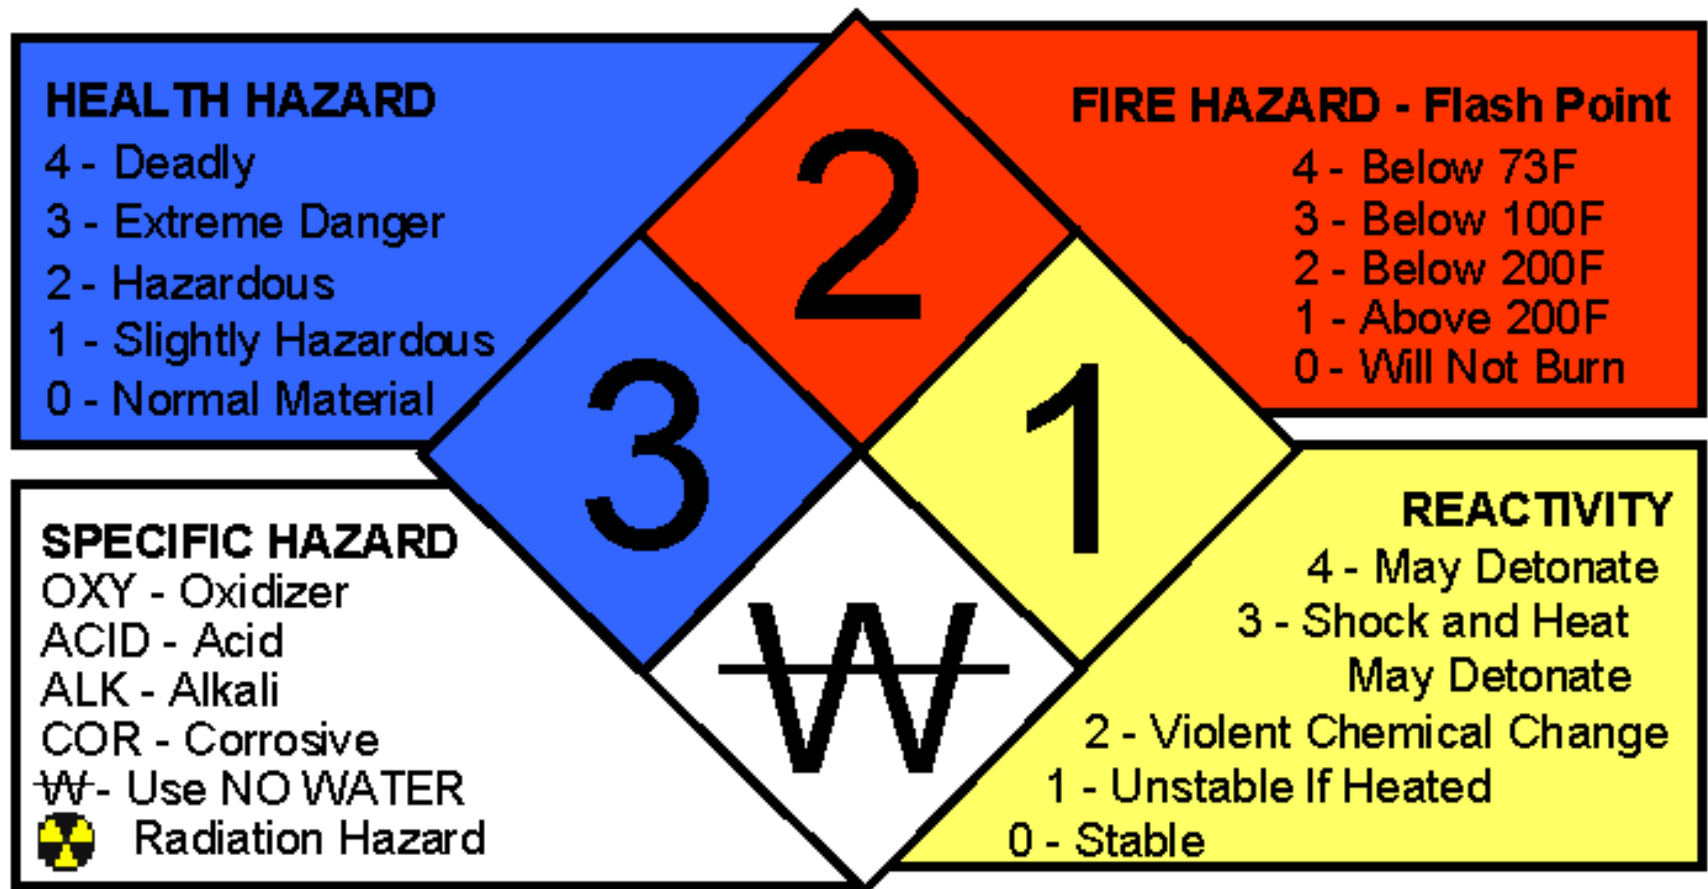 HEALTH HAZARD
4 - Deadly
3 - Extreme Danger
2 - Hazardous
1 - Slightly Hazardous
0 - Normal Material
FIRE HAZARD - Flash Point
4 - Below 73F
3 - Below 100F
2 - Below 200F
1 - Above 200F
0 - Will Not Burn
2
3
1
W
SPECIFIC HAZARD
OXY - Oxidizer
ACID - Acid
ALK - Alkali
COR - Corrosive
W - Use NO WATER
Radiation Hazard
REACTIVITY
4 - May Detonate
3 - Shock and Heat
May Detonate
2 - Violent Chemical Change
1 - Unstable If Heated
0 - Stable